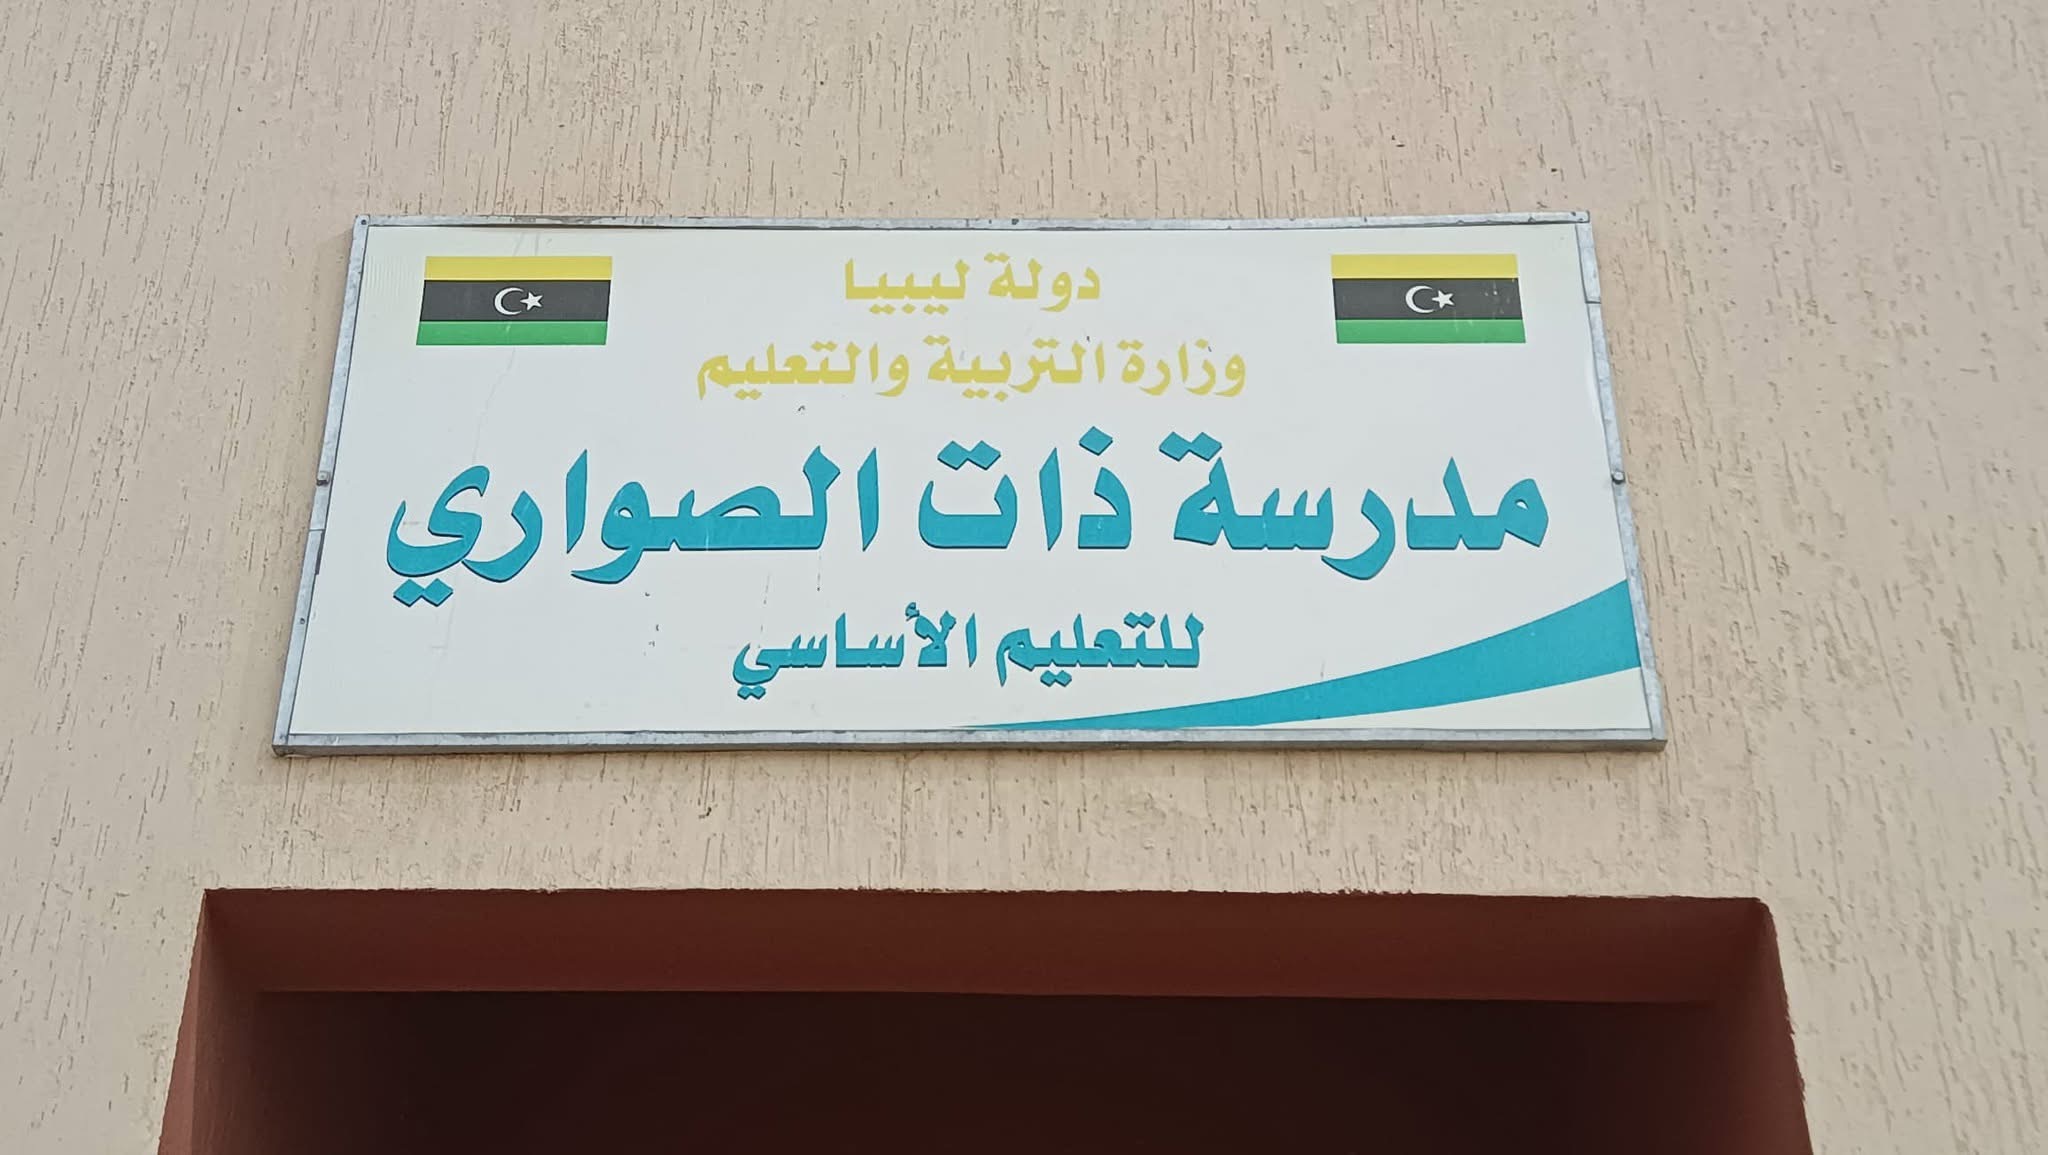 دولة ليبيا
وزارة التربية والتعليم
مدرسة ذات الصواري
للتعليم الأساسي